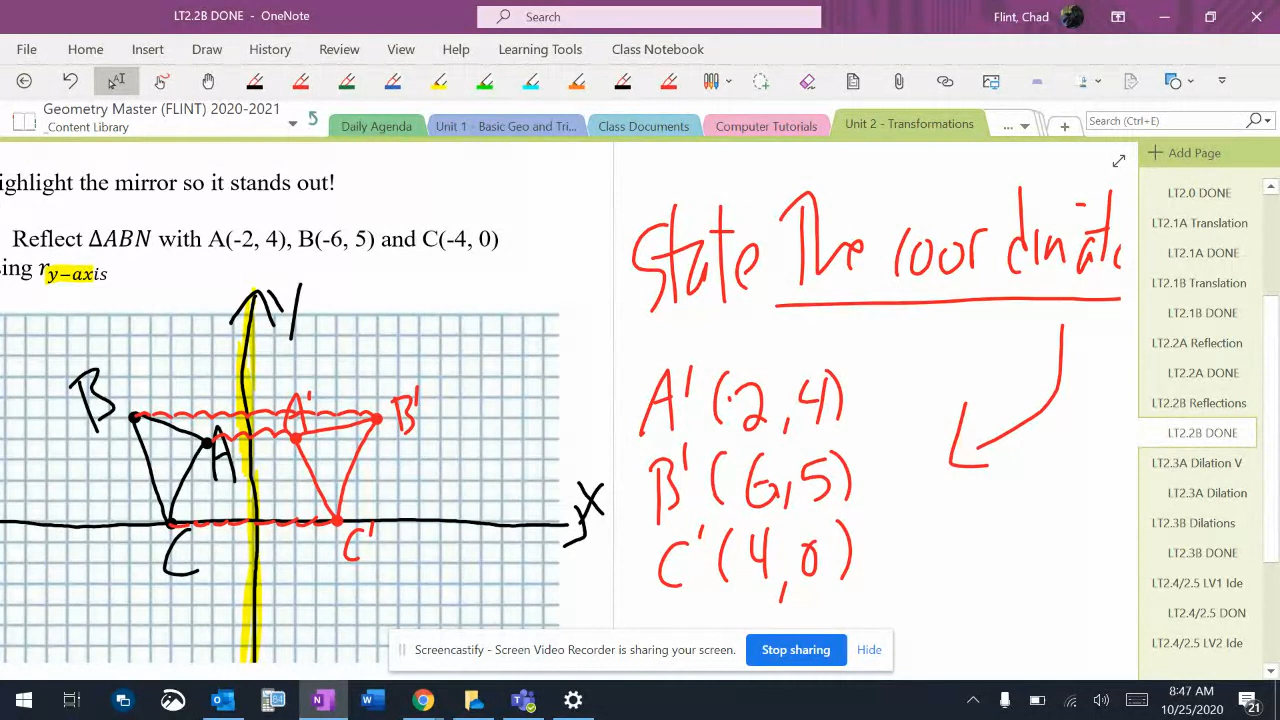 LT2.2B DONE - OneNote
Search
Flint, Chad
File Home Insert Draw History Review View Help Learning Tools Class Notebook
Geometry Master (FLINT) 2020-2021
_Content Library
Daily Agenda
Unit 1 - Basic Geo and Tri...
Class Documents
Computer Tutorials
Unit 2 - Transformations
...
Search (Ctrl+E)
Add Page
LT2.0 DONE
LT2.1A Translation
LT2.1A DONE
LT2.1B Translation
LT2.1B DONE
LT2.2A Reflection
LT2.2A DONE
LT2.2B Reflections
LT2.2B DONE
LT2.3A Dilation V
LT2.3A Dilation
LT2.3B Dilations
LT2.3B DONE
LT2.4/2.5 LV1 Ide
LT2.4/2.5 DON
LT2.4/2.5 LV2 Ide
ighlight the mirror so it stands out!
Reflect ΔABN with A(-2, 4), B(-6, 5) and C(-4, 0)
sing r y-axis
y
B
A
C
A'
B'
C'
X
State The coordinate
A' (-2, 4)
B' (6, 5)
C' (4, 0)
Screencastify - Screen Video Recorder is sharing your screen.
Stop sharing
Hide
8:47 AM
10/25/2020
21